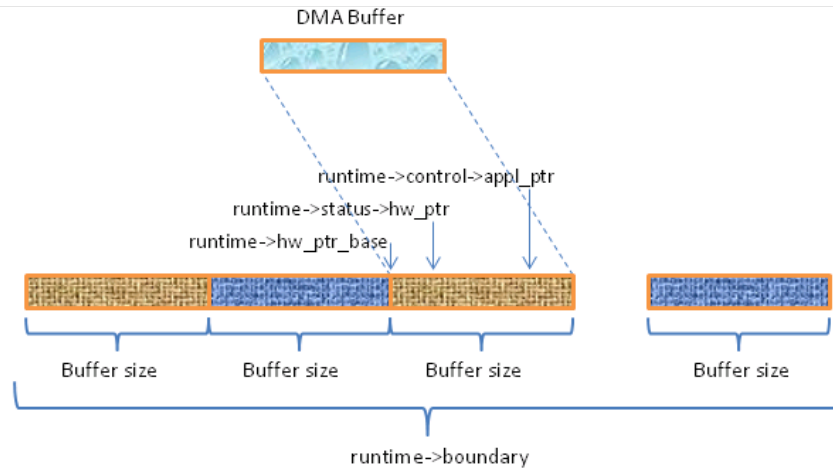 DMA Buffer
runtime->control->appl_ptr
runtime->status->hw_ptr
runtime->hw_ptr_base
Buffer size
Buffer size
Buffer size
Buffer size
runtime->boundary